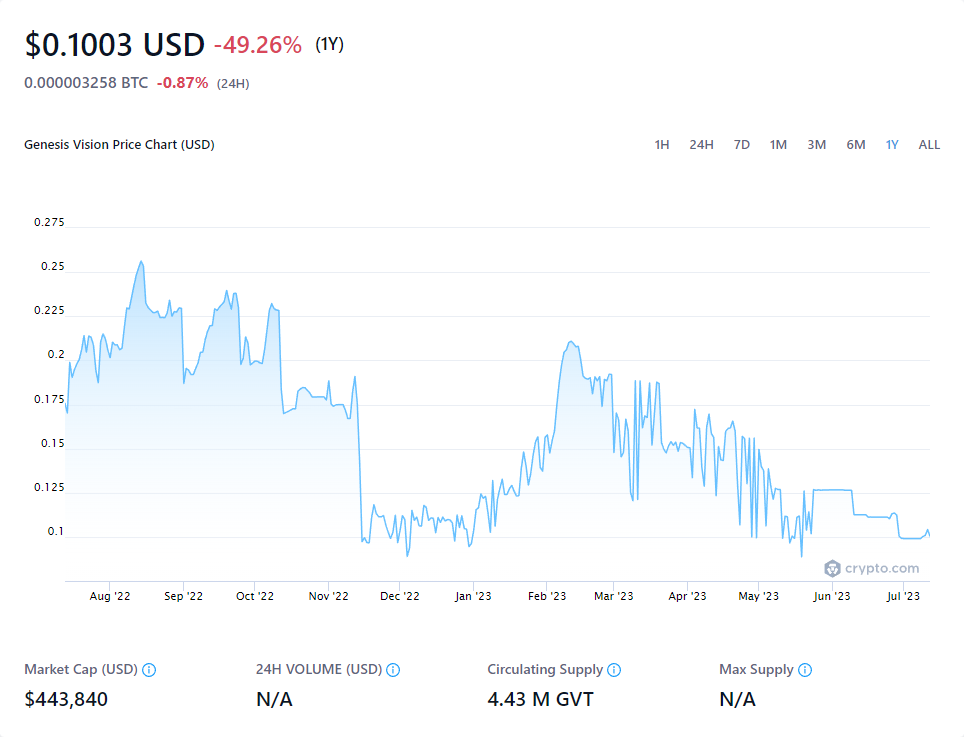 $0.1003 USD -49.26% (1Y)
0.000003258 BTC -0.87% (24H)
Genesis Vision Price Chart (USD) 1H 24H 7D 1M 3M 6M 1Y ALL
0.275
0.25
0.225
0.2
0.175
0.15
0.125
0.1
crypto.com
Aug '22 Sep '22 Oct '22 Nov '22 Dec '22 Jan '23 Feb '23 Mar '23 Apr '23 May '23 Jun '23 Jul '23
Market Cap (USD) 24H VOLUME (USD) Circulating Supply Max Supply
$443,840 N/A 4.43 M GVT N/A